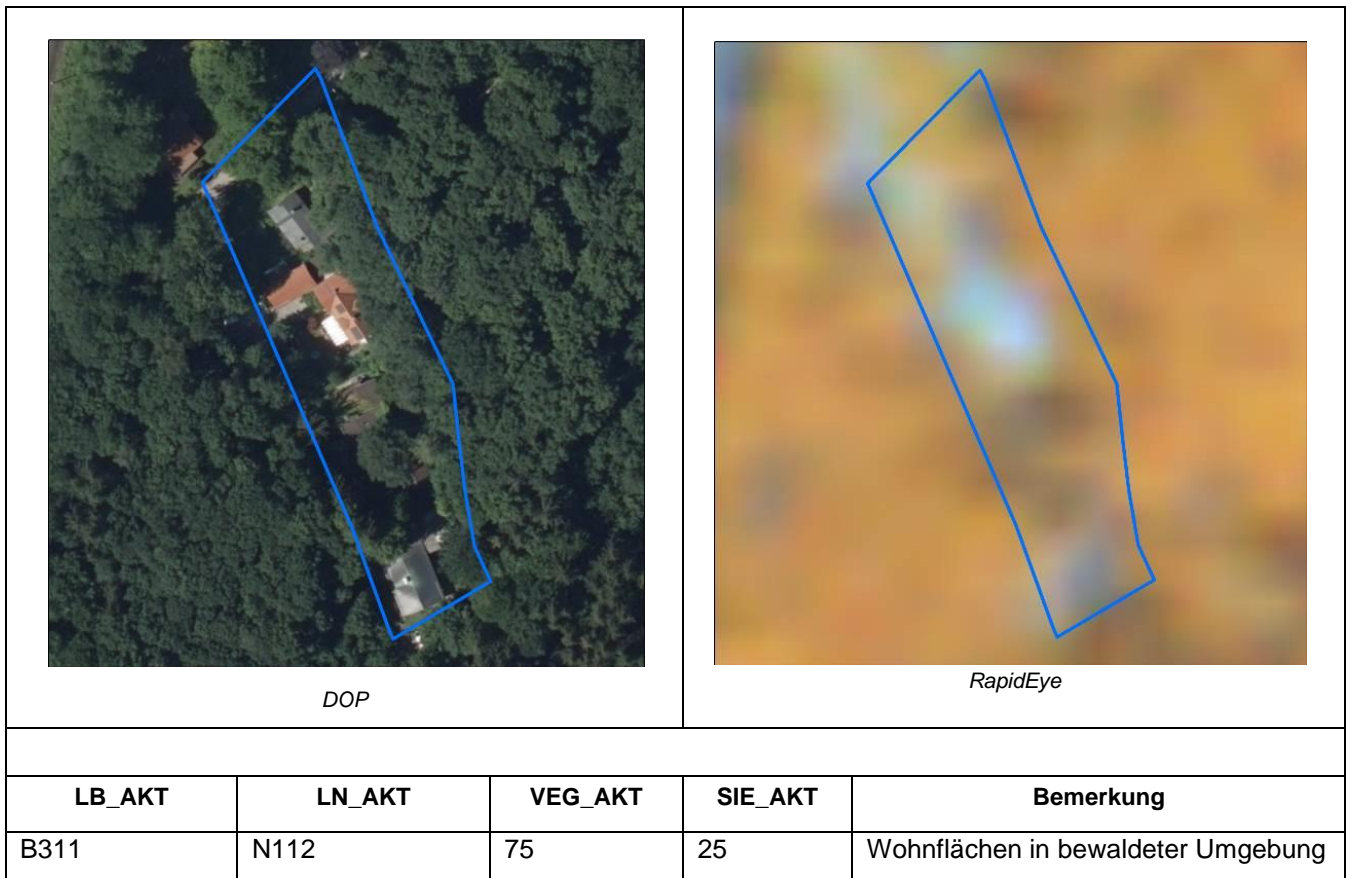 DOP
RapidEye
LB_AKT LN_AKT VEG_AKT SIE_AKT Bemerkung
B311 N112 75 25 Wohnflächen in bewaldeter Umgebung